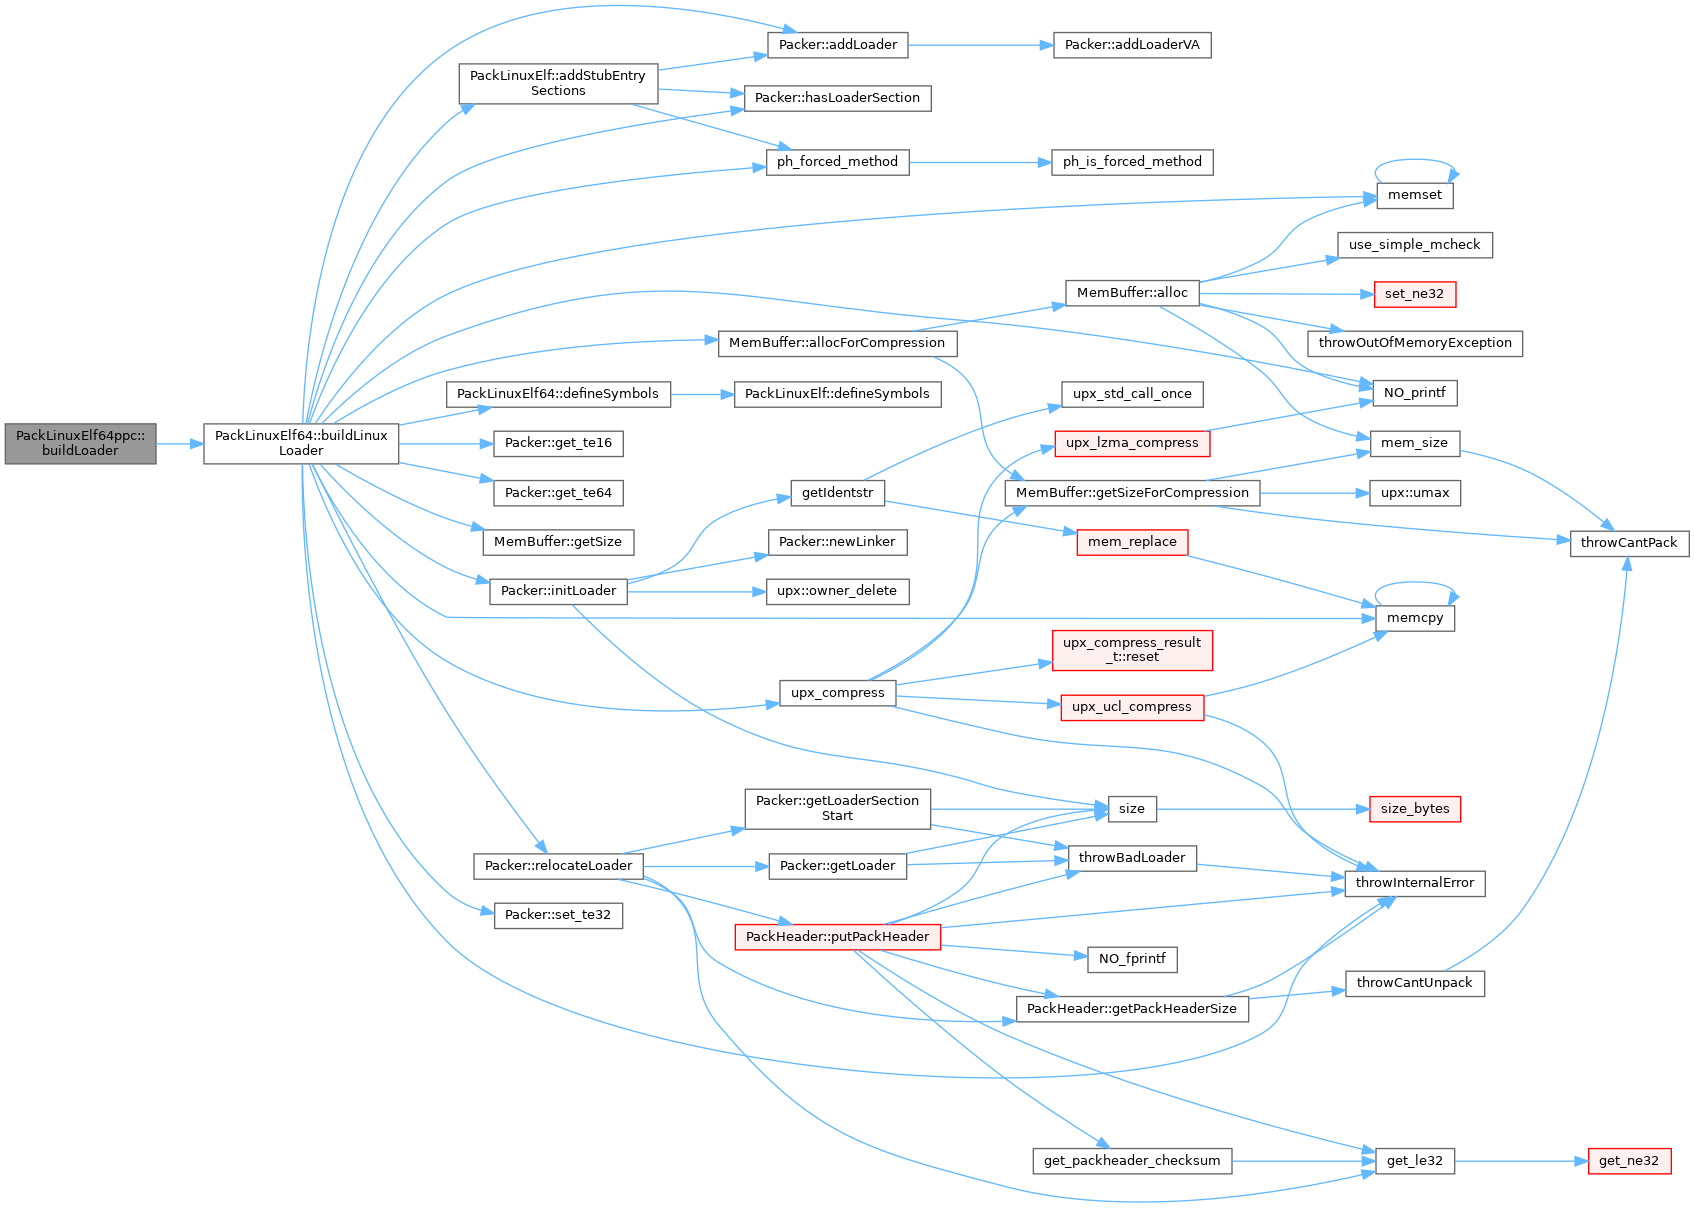 PackLinuxElf64ppc::
buildLoader
PackLinuxElf64::buildLinux
Loader
Packer::addLoader
Packer::addLoaderVA
PackLinuxElf::addStubEntry
Sections
Packer::hasLoaderSection
ph_forced_method
ph_is_forced_method
memset
use_simple_mcheck
MemBuffer::alloc
set_ne32
throwOutOfMemoryException
MemBuffer::allocForCompression
NO_printf
PackLinuxElf64::defineSymbols
PackLinuxElf::defineSymbols
upx_std_call_once
Packer::get_te16
upx_lzma_compress
mem_size
Packer::get_te64
getIdentstr
MemBuffer::getSizeForCompression
upx::umax
MemBuffer::getSize
Packer::newLinker
mem_replace
throwCantPack
Packer::initLoader
upx::owner_delete
memcpy
upx_compress_result
_t::reset
upx_compress
upx_ucl_compress
Packer::getLoaderSection
Start
size
size_bytes
Packer::relocateLoader
Packer::getLoader
throwBadLoader
throwInternalError
Packer::set_te32
PackHeader::putPackHeader
NO_fprintf
throwCantUnpack
PackHeader::getPackHeaderSize
get_packheader_checksum
get_le32
get_ne32